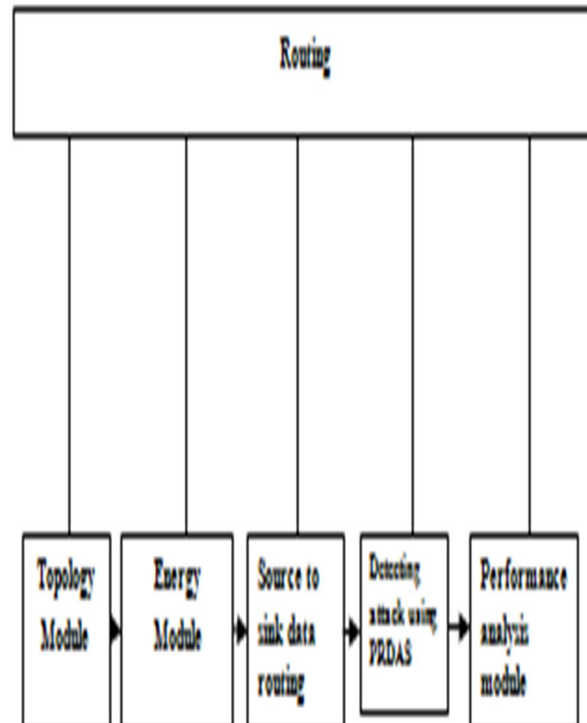 Routing
Topology
Module
Energy
Module
Source to
sink data
routing
Detecting
attack using
PRDAS
Performance
analysis
module